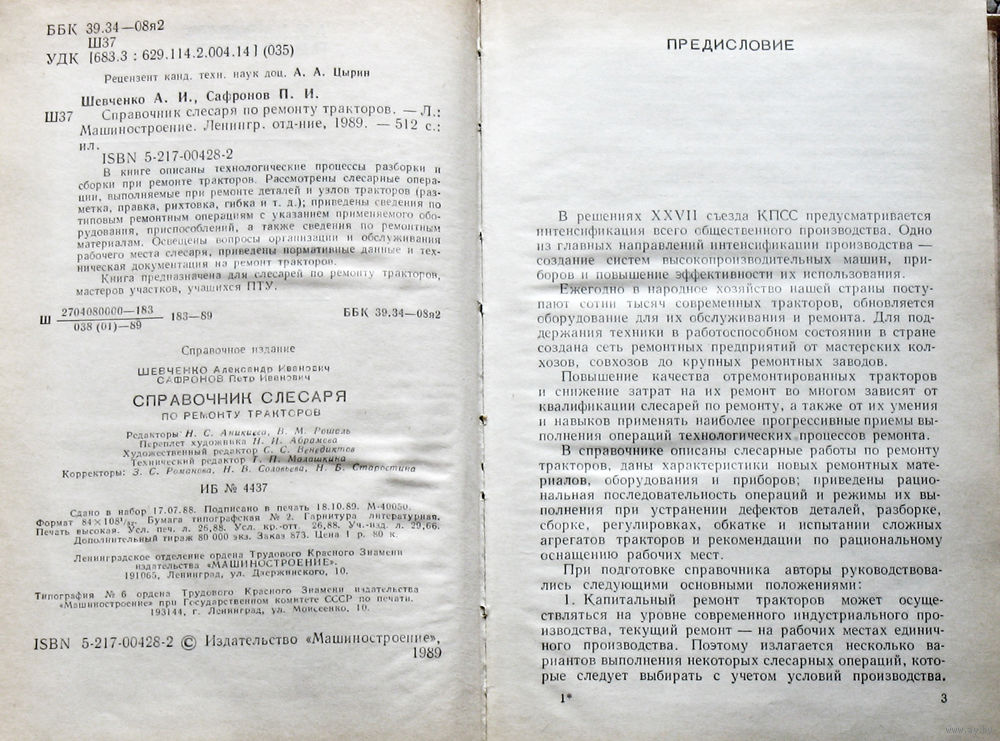 ББК 39.34—08я2
Ш37
УДК [683.3 : 629.114.2.004.14] (035)
Рецензент канд. техн. наук доц. А. А. Цырин
Шевченко А. И., Сафронов П. И.
Ш37 Справочник слесаря по ремонту тракторов. — Л.:
Машиностроение. Ленингр. отд-ние, 1989. — 512 с.:
ил.
ISBN 5-217-00428-2
В книге описаны технологические процессы разборки и
сборки при ремонте тракторов. Рассмотрены слесарные опера-
ции, выполняемые при ремонте деталей и узлов тракторов (раз-
метка, правка, рихтовка, гибка и т. д.); приведены сведения по
типовым ремонтным операциям с указанием применяемого обо-
рудования, приспособлений, а также сведения по ремонтным
материалам. Освещены вопросы организации и обслуживания
рабочего места слесаря, приведены нормативные данные и тех-
ническая документация на ремонт тракторов.
Книга предназначена для слесарей по ремонту тракторов,
мастеров участков, учащихся ПТУ.
Ш 2704080000—183
038 (01)—89
183—89 ББК 39.34—08я2
Справочное издание
ШЕВЧЕНКО Александр Иванович
САФРОНОВ Петр Иванович
СПРАВОЧНИК СЛЕСАРЯ
ПО РЕМОНТУ ТРАКТОРОВ
Редакторы Н. С. Аникиева, В. М. Рошаль
Переплет художника Н. И. Абрамова
Художественный редактор С. С. Венедиктов
Технический редактор Т. П. Малашкина
Корректоры: З. С. Романова, Н. В. Соловьева, Н. Б. Старостина
ИБ № 4437
Сдано в набор 17.07.88. Подписано в печать 18.10.89. М-40050.
Формат 84×108¹/₃₂. Бумага типографская № 2. Гарнитура литературная.
Печать высокая. Усл. печ. л. 26,88. Усл. кр.-отт. 26,88. Уч.-изд. л. 29,66.
Дополнительный тираж 80 000 экз. Заказ 873. Цена 1 р. 80 к.
Ленинградское отделение ордена Трудового Красного Знамени
издательства «МАШИНОСТРОЕНИЕ».
191065, Ленинград, ул. Дзержинского, 10.
Типография № 6 ордена Трудового Красного Знамени издательства
«Машиностроение» при Государственном комитете СССР по печати.
193144, г. Ленинград, ул. Моисеенко, 10.
ISBN 5-217-00428-2 © Издательство «Машиностроение»,
1989
ПРЕДИСЛОВИЕ
В решениях XXVII съезда КПСС предусматривается
интенсификация всего общественного производства. Одно
из главных направлений интенсификации производства —
создание систем высокопроизводительных машин, при-
боров и повышение эффективности их использования.
Ежегодно в народное хозяйство нашей страны посту-
пают сотни тысяч современных тракторов, обновляется
оборудование для их обслуживания и ремонта. Для под-
держания техники в работоспособном состоянии в стране
создана сеть ремонтных предприятий от мастерских кол-
хозов, совхозов до крупных ремонтных заводов.
Повышение качества отремонтированных тракторов
и снижение затрат на их ремонт во многом зависят от
квалификации слесарей по ремонту, а также от их умения
и навыков применять наиболее прогрессивные приемы вы-
полнения операций технологических процессов ремонта.
В справочнике описаны слесарные работы по ремонту
тракторов, даны характеристики новых ремонтных мате-
риалов, оборудования и приборов; приведены рацио-
нальная последовательность операций и режимы их вы-
полнения при устранении дефектов деталей, разборке,
сборке, регулировках, обкатке и испытании сложных
агрегатов тракторов и рекомендации по рациональному
оснащению рабочих мест.
При подготовке справочника авторы руководствова-
лись следующими основными положениями:
1. Капитальный ремонт тракторов может осуще-
ствляться на уровне современного индустриального про-
изводства, текущий ремонт — на рабочих местах единич-
ного производства. Поэтому излагается несколько ва-
риантов выполнения некоторых слесарных операций, кото-
рые следует выбирать с учетом условий производства.
1* 3